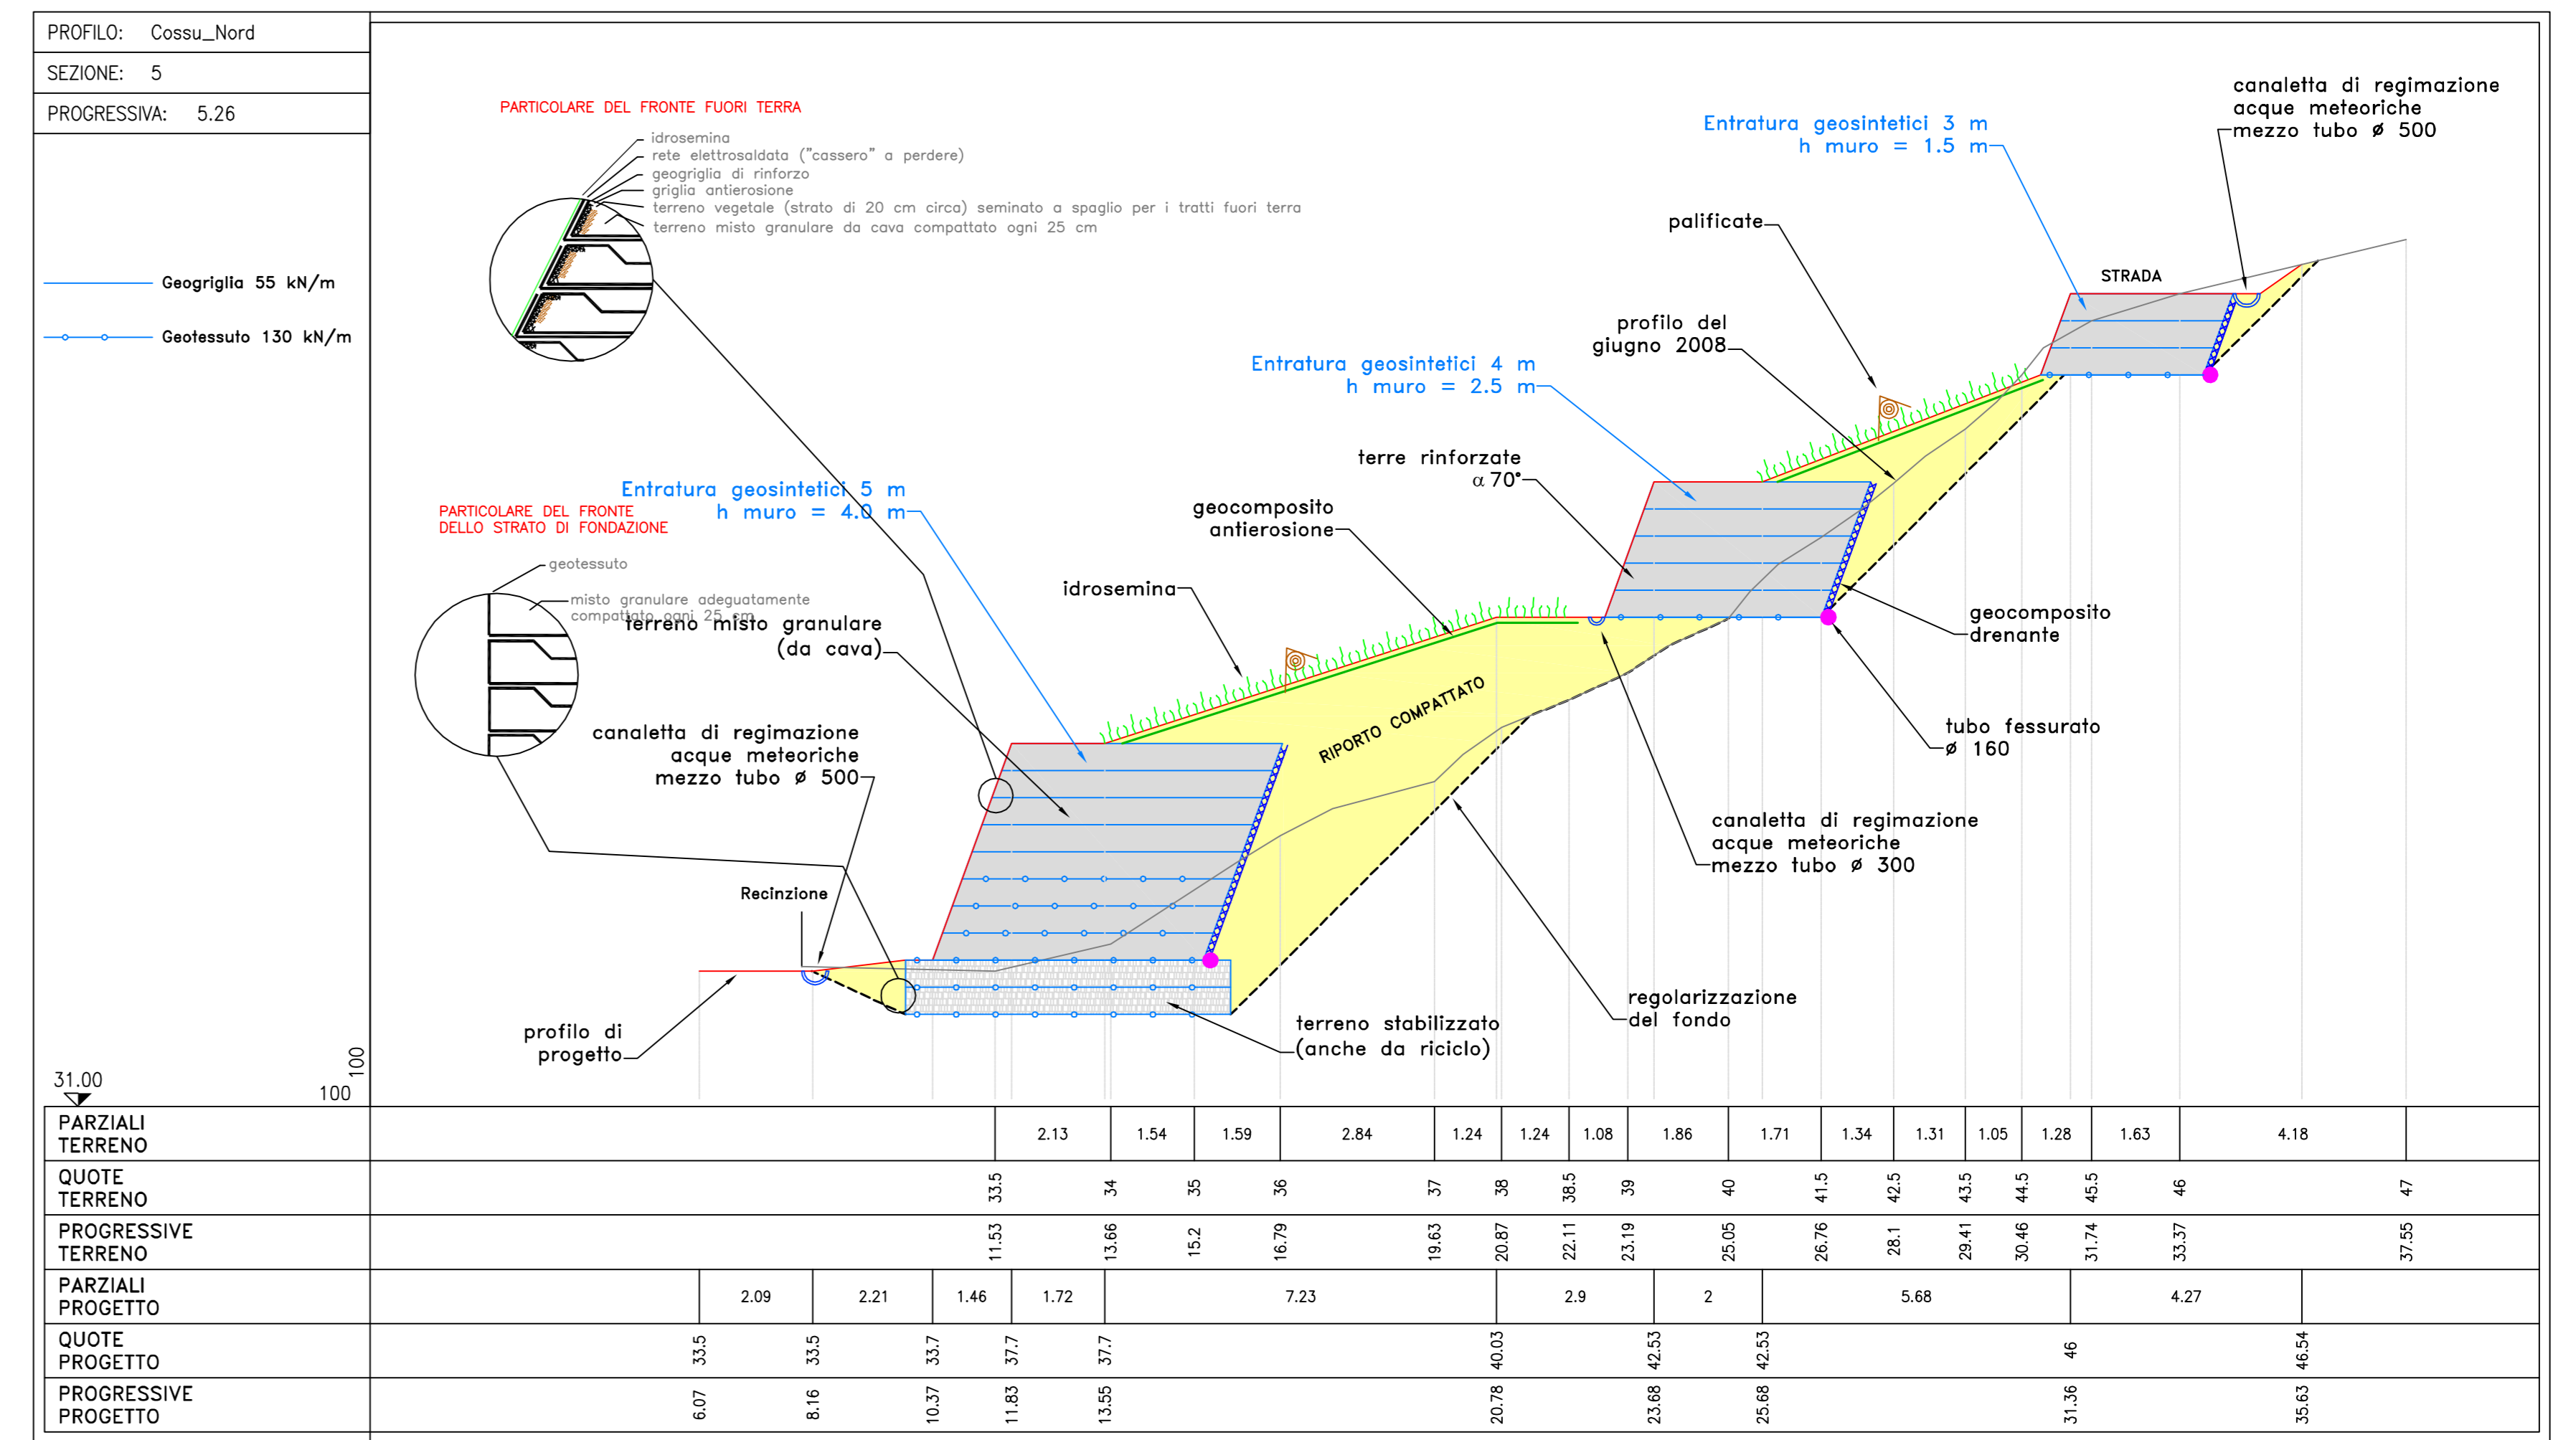 PROFILO: Cossu_Nord
SEZIONE: 5
PROGRESSIVA: 5.26
Geogriglia 55 kN/m
Geotessuto 130 kN/m
31.00
100
100
PARTICOLARE DEL FRONTE FUORI TERRA
idrosemina
rete elettrosaldata ("cassero" a perdere)
geogriglia di rinforzo
griglia antierosione
terreno vegetale (strato di 20 cm circa) seminato a spaglio per i tratti fuori terra
terreno misto granulare da cava compattato ogni 25 cm
canaletta di regimazione
acque meteoriche
mezzo tubo ø 500
Entratura geosintetici 3 m
h muro = 1.5 m
palificate
STRADA
profilo del
giugno 2008
Entratura geosintetici 4 m
h muro = 2.5 m
terre rinforzate
α 70°
Entratura geosintetici 5 m
h muro = 4.0 m
PARTICOLARE DEL FRONTE
DELLO STRATO DI FONDAZIONE
geocomposito
antierosione
geotessuto
idrosemina
misto granulare adeguatamente
compattato ogni 25 cm
terreno misto granulare
(da cava)
geocomposito
drenante
RIPORTO COMPATTATO
canaletta di regimazione
acque meteoriche
mezzo tubo ø 500
tubo fessurato
ø 160
canaletta di regimazione
acque meteoriche
mezzo tubo ø 300
Recinzione
regolarizzazione
del fondo
profilo di
progetto
terreno stabilizzato
(anche da riciclo)
PARZIALI
TERRENO
2.13 1.54 1.59 2.84 1.24 1.24 1.08 1.86 1.71 1.34 1.31 1.05 1.28 1.63 4.18
QUOTE
TERRENO
33.5 34 35 36 37 38 38.5 39 40 41.5 42.5 43.5 44.5 45.5 46 47
PROGRESSIVE
TERRENO
11.53 13.66 15.2 16.79 19.63 20.87 22.11 23.19 25.05 26.76 28.1 29.41 30.46 31.74 33.37 37.55
PARZIALI
PROGETTO
2.09 2.21 1.46 1.72 7.23 2.9 2 5.68 4.27
QUOTE
PROGETTO
33.5 33.5 33.7 37.7 37.7 40.03 42.53 42.53 46 46.54
PROGRESSIVE
PROGETTO
6.07 8.16 10.37 11.83 13.55 20.78 23.68 25.68 31.36 35.63